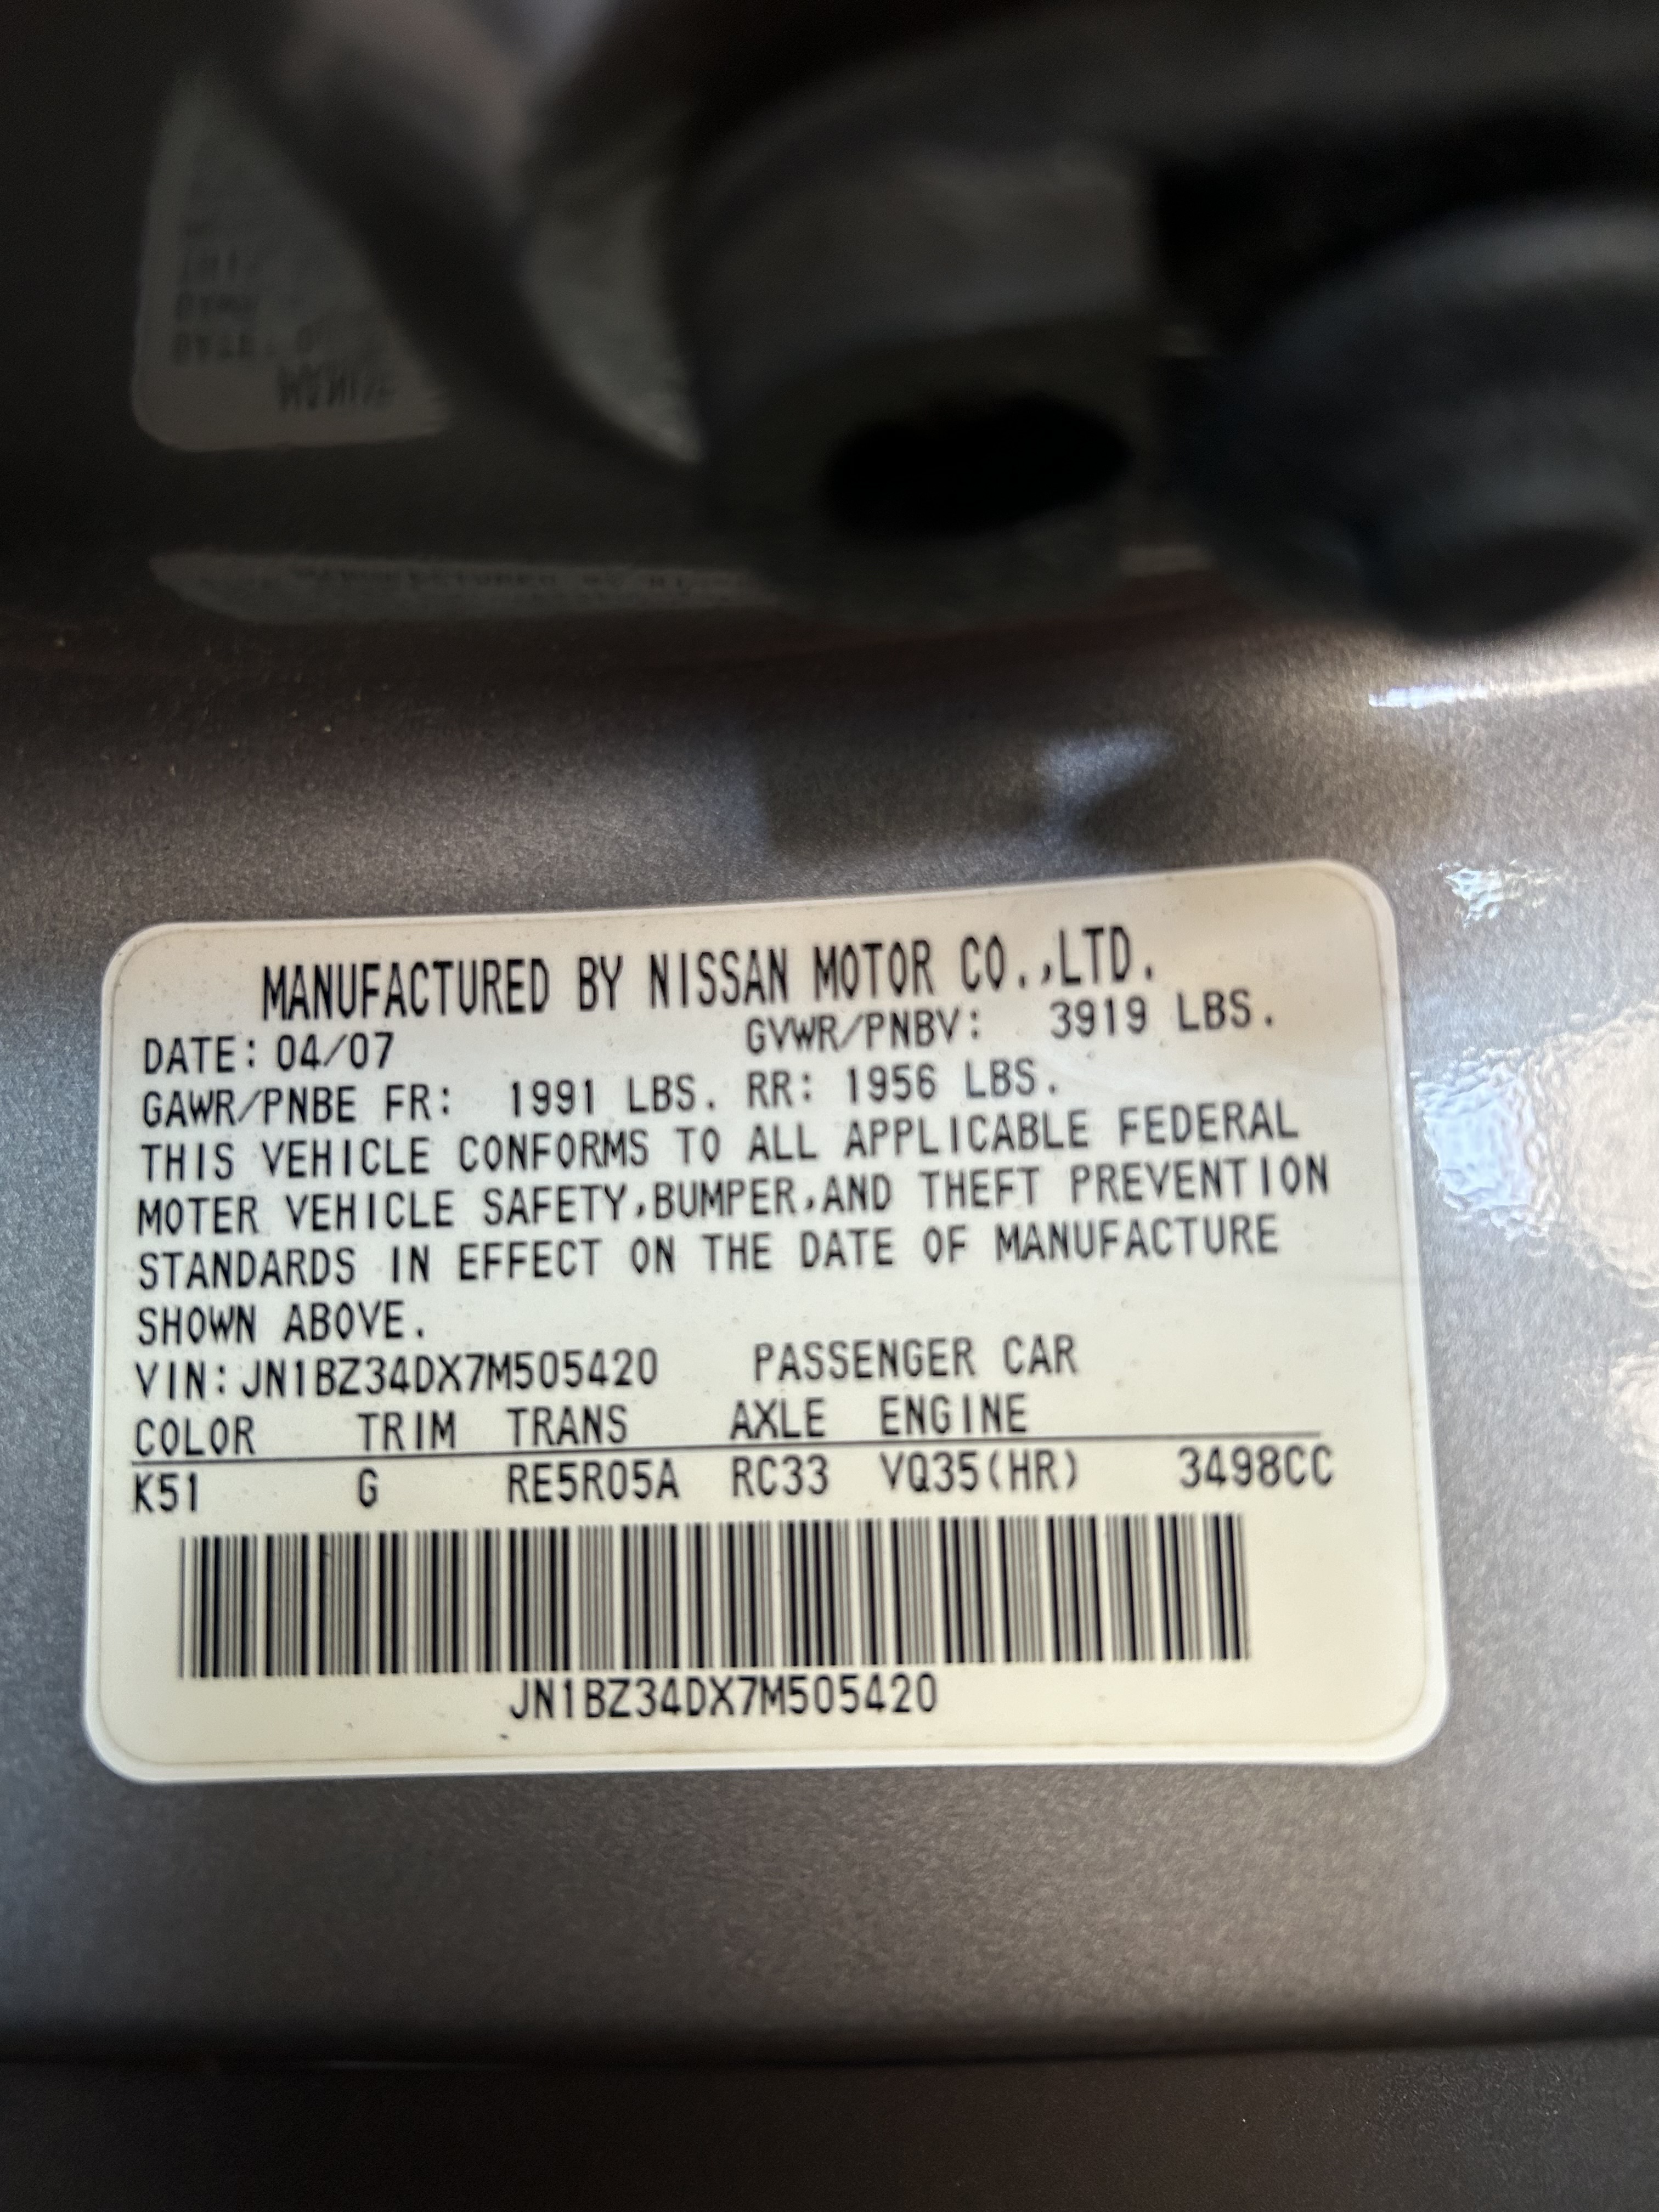 MANUFACTURED BY NISSAN MOTOR CO.,LTD.
DATE: 04/07 GVWR/PNBV: 3919 LBS.
GAWR/PNBE FR: 1991 LBS. RR: 1956 LBS.
THIS VEHICLE CONFORMS TO ALL APPLICABLE FEDERAL
MOTER VEHICLE SAFETY,BUMPER,AND THEFT PREVENTION
STANDARDS IN EFFECT ON THE DATE OF MANUFACTURE
SHOWN ABOVE.
VIN:JN1BZ34DX7M505420 PASSENGER CAR
COLOR TRIM TRANS AXLE ENGINE
K51 G RE5R05A RC33 VQ35(HR) 3498CC
JN1BZ34DX7M505420